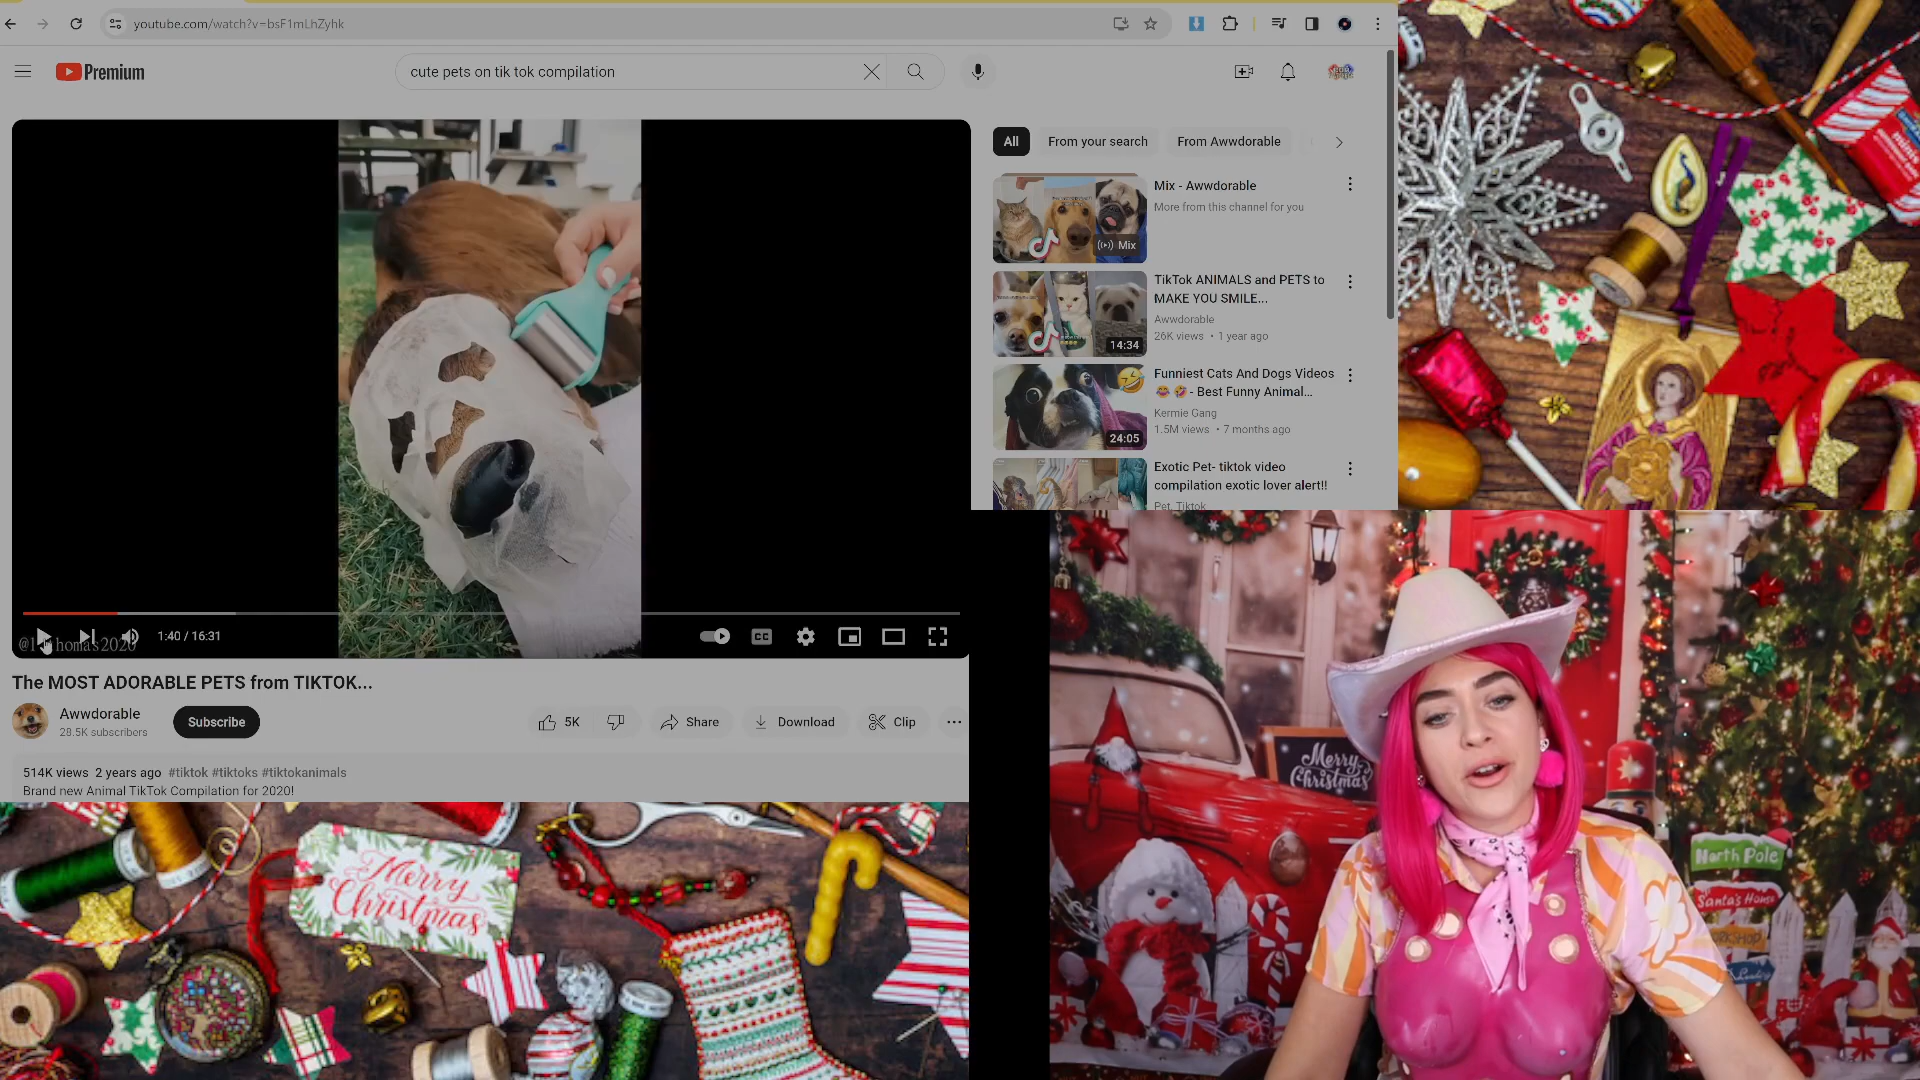 youtube.com/watch?v=bsF1mLhZyhk
Premium
cute pets on tik tok compilation
All
From your search
From Awwdorable
Mix - Awwdorable
More from this channel for you
Mix
TikTok ANIMALS and PETS to
MAKE YOU SMILE...
Awwdorable
26K views • 1 year ago
14:34
Funniest Cats And Dogs Videos
😂 🤣 - Best Funny Animal...
Kermie Gang
1.5M views • 7 months ago
24:05
Exotic Pet- tiktok video
compilation exotic lover alert!!
Pet, Tiktok
1:40 / 16:31
CC
The MOST ADORABLE PETS from TIKTOK...
Awwdorable
28.5K subscribers
Subscribe
5K
Share
Download
Clip
514K views 2 years ago #tiktok #tiktoks #tiktokanimals
Brand new Animal TikTok Compilation for 2020!
Merry
Christmas
Merry
Christmas
North Pole
Santa's House